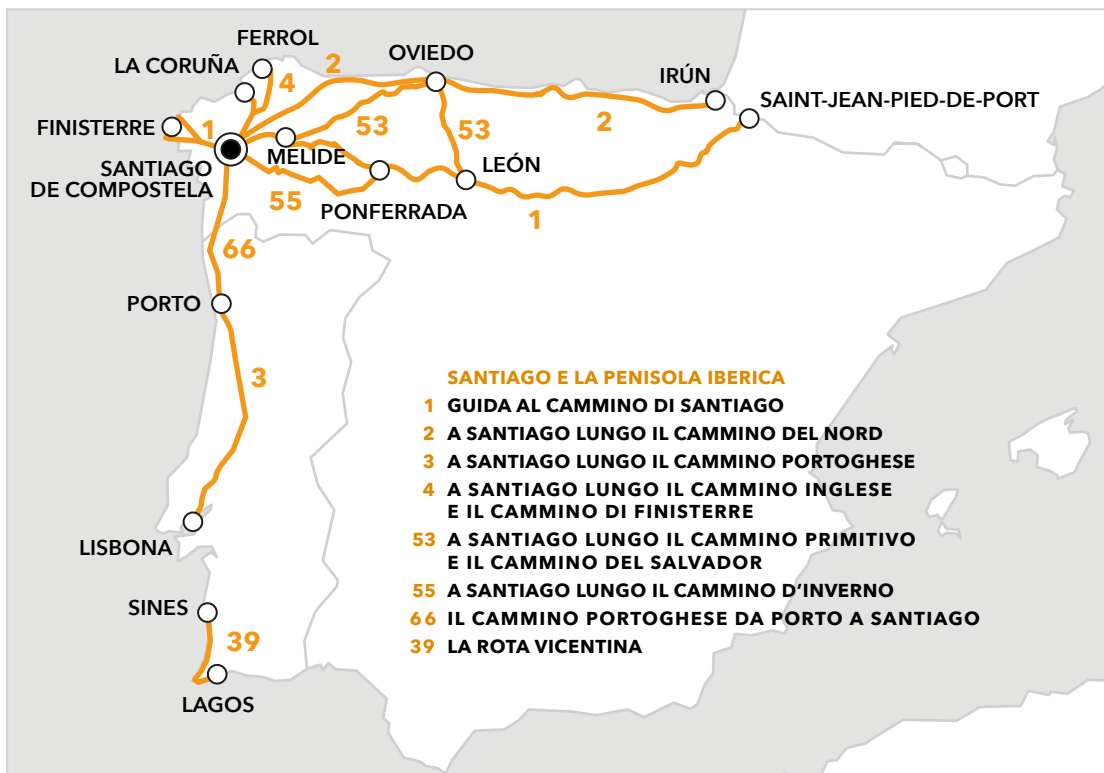 FERROL
LA CORUÑA
4
2
OVIEDO
IRÚN
SAINT-JEAN-PIED-DE-PORT
FINISTERRE
1
53
53
2
SANTIAGO
DE COMPOSTELA
MELIDE
LEÓN
55
PONFERRADA
1
66
PORTO
3
LISBONA
SINES
39
LAGOS
SANTIAGO E LA PENISOLA IBERICA
1 GUIDA AL CAMMINO DI SANTIAGO
2 A SANTIAGO LUNGO IL CAMMINO DEL NORD
3 A SANTIAGO LUNGO IL CAMMINO PORTOGHESE
4 A SANTIAGO LUNGO IL CAMMINO INGLESE
E IL CAMMINO DI FINISTERRE
53 A SANTIAGO LUNGO IL CAMMINO PRIMITIVO
E IL CAMMINO DEL SALVADOR
55 A SANTIAGO LUNGO IL CAMMINO D’INVERNO
66 IL CAMMINO PORTOGHESE DA PORTO A SANTIAGO
39 LA ROTA VICENTINA